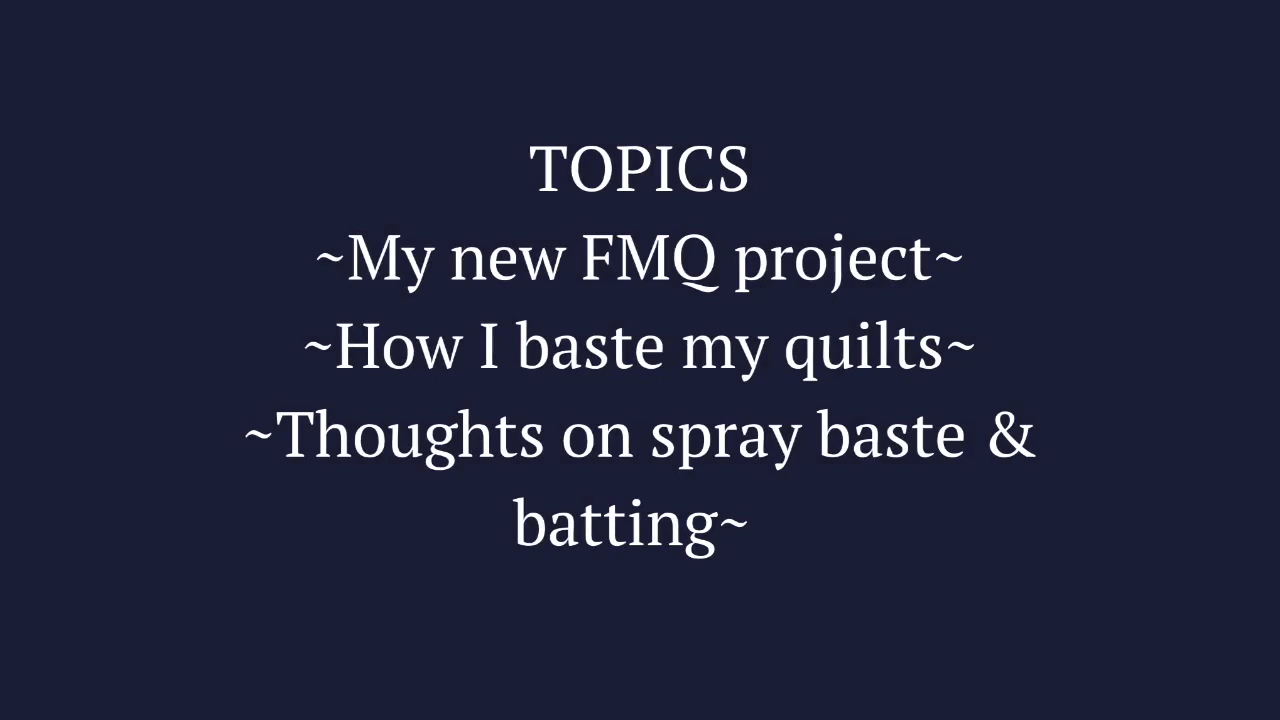 TOPICS
~My new FMQ project~
~How I baste my quilts~
~Thoughts on spray baste &
batting~